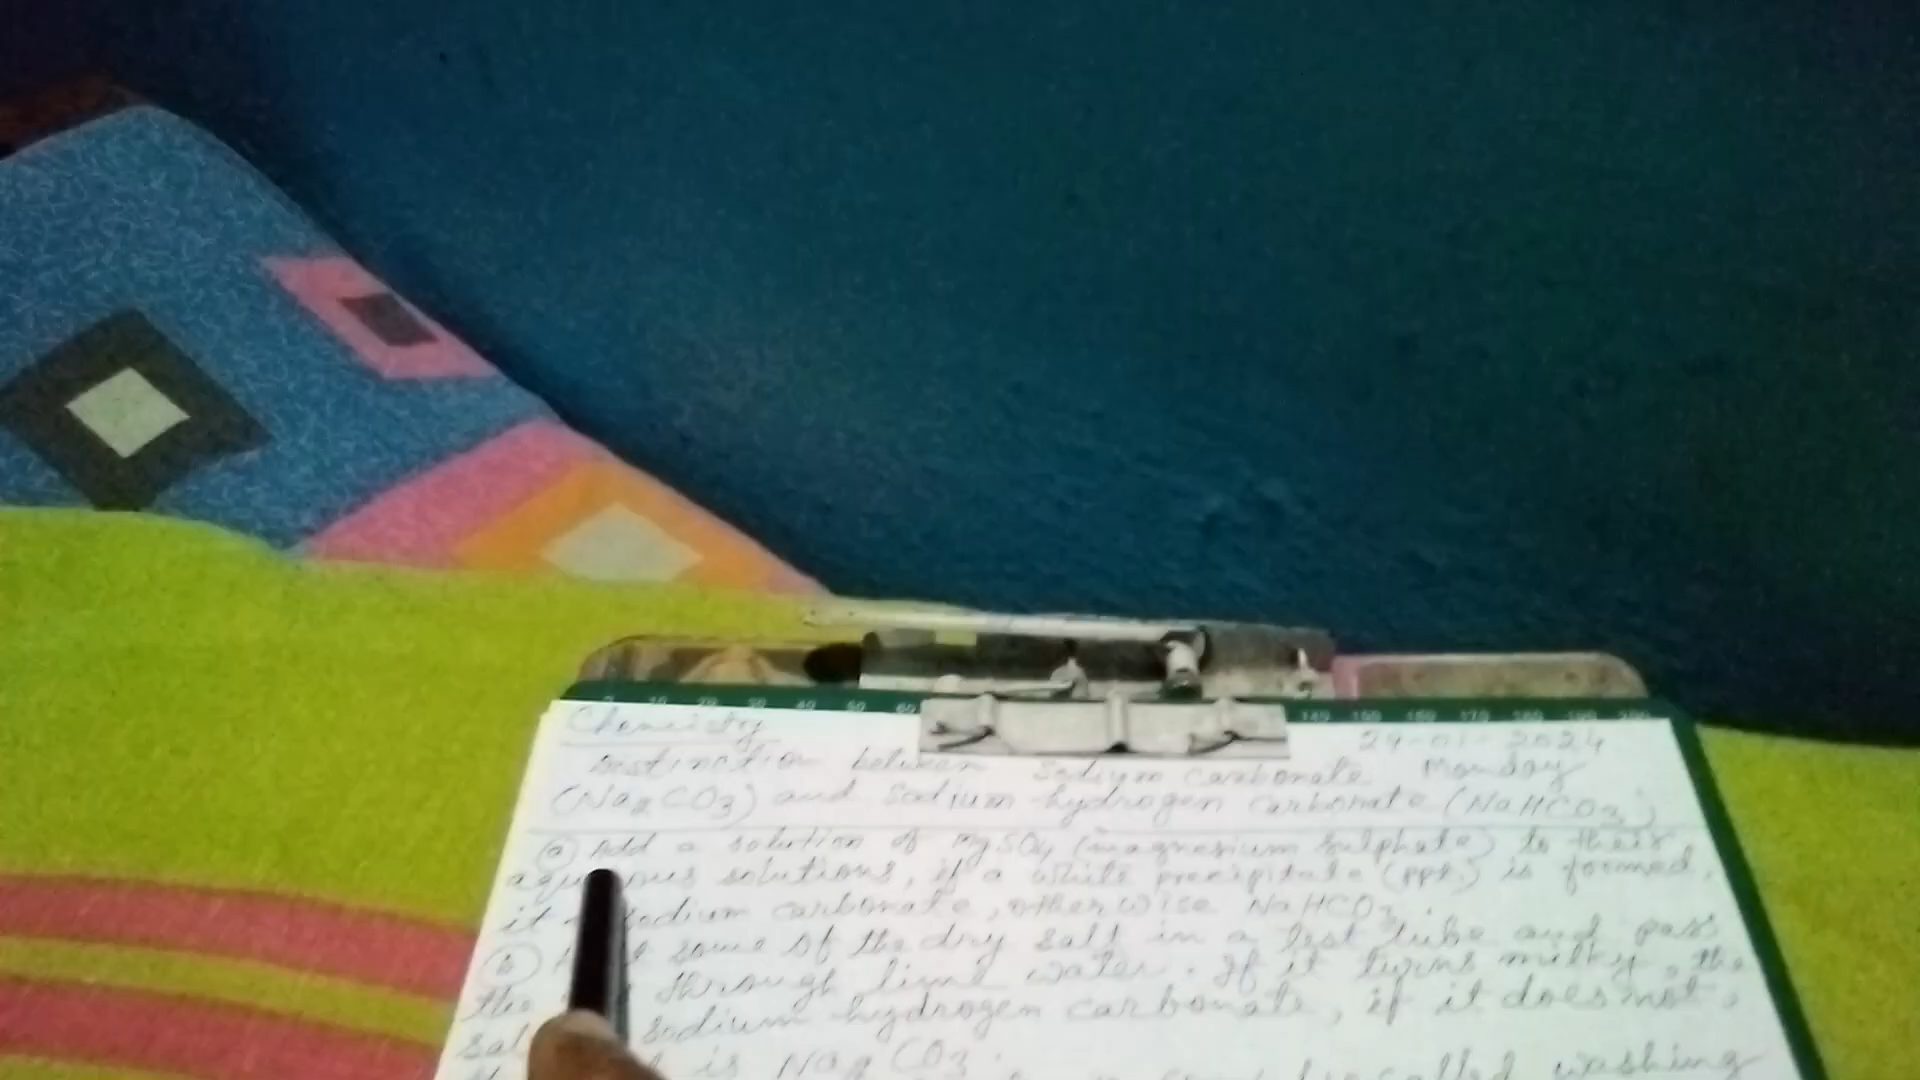 Chemistry
29-01-2024
Distinction between Sodium carbonate Monday
(Na2CO3) and Sodium hydrogen carbonate (NaHCO3)
(a) Add a solution of MgSO4 (magnesium sulphate) to their
solutions, if a white precipitate (ppt.) is formed,
it sodium carbonate, otherwise NaHCO3
(b) some of the dry salt in a test tube and pass
the through lime water. If it turns milky, the
sodium hydrogen carbonate, if it does not,
is Na2CO3.
called washing